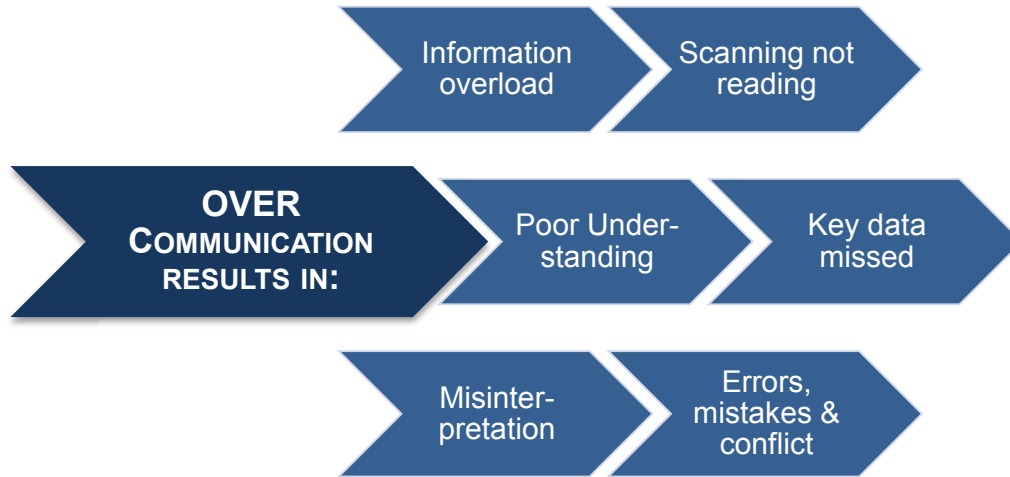 Information
overload
Scanning not
reading
OVER
COMMUNICATION
RESULTS IN:
Poor Under-
standing
Key data
missed
Misinter-
pretation
Errors,
mistakes &
conflict